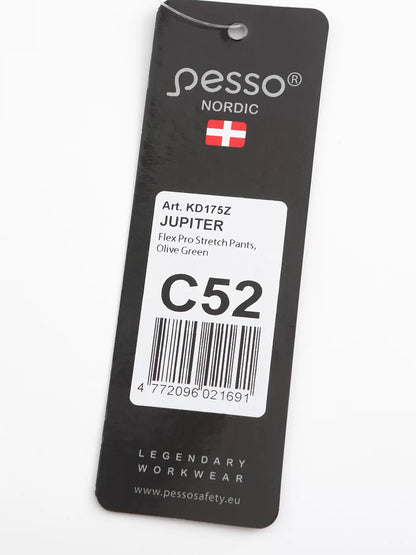 pesso®
NORDIC
Art. KD175Z
JUPITER
Flex Pro Stretch Pants,
Olive Green
C52
4 772096 021691
LEGENDARY
WORKWEAR
www.pessosafety.eu